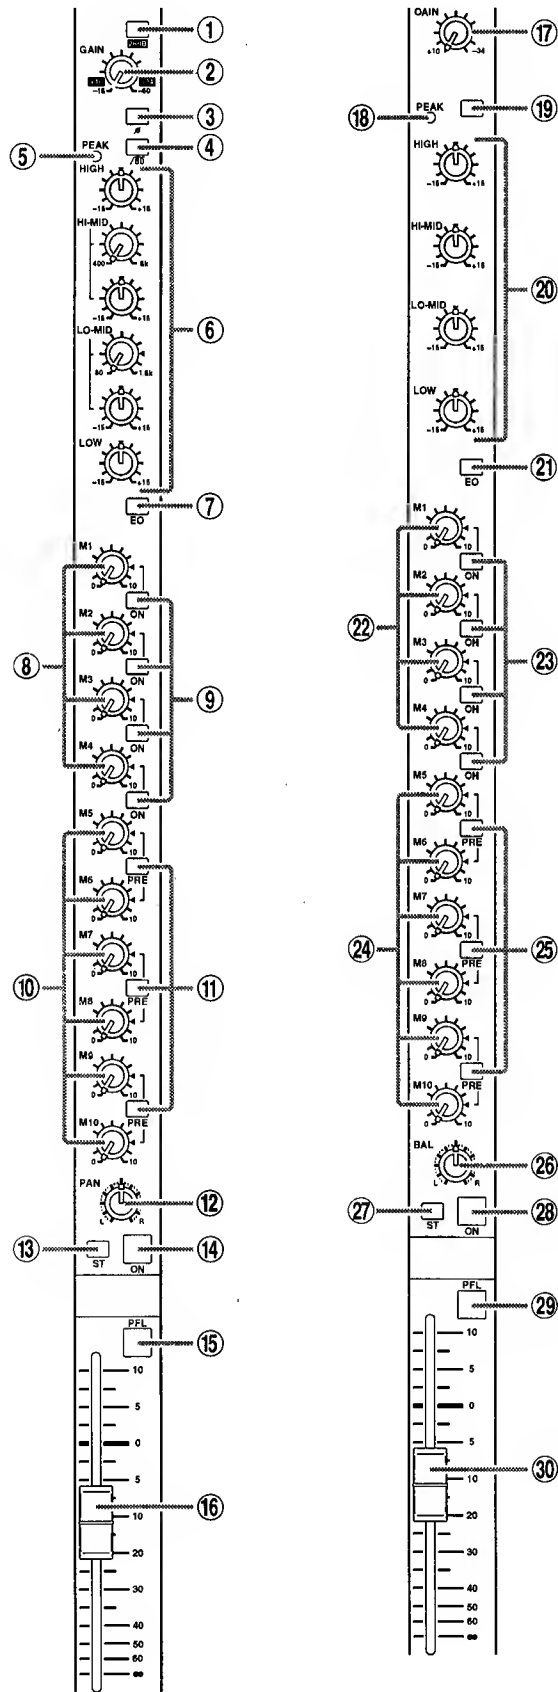 ①
GAIN
②
-16 -60
③
ø
④
/80
⑤ PEAK
HIGH
-15 +15
HI-MID
400 8k
-15 +15
⑥
LO-MID
80 1.6k
-15 +15
LOW
-15 +15
⑦
EQ
M1
0 10
ON
M2
0 10
ON
⑧
⑨
M3
0 10
ON
M4
0 10
ON
M5
0 10
PRE
M6
0 10
M7
0 10
⑩
⑪
PRE
M8
0 10
M9
0 10
PRE
M10
0 10
PAN
⑫
L R
⑬ ST
⑭
ON
PFL
⑮
10
5
0
5
⑯
10
20
30
40
50
60
∞
GAIN
⑰
+10 -34
⑱ PEAK
⑲
HIGH
-15 +15
HI-MID
-15 +15
⑳
LO-MID
-15 +15
LOW
-15 +15
㉑
EQ
M1
0 10
ON
M2
0 10
OH
㉒
㉓
M3
0 10
OH
M4
0 10
OH
M5
0 10
PRE
M6
0 10
M7
0 10
㉔
㉕
PRE
M8
0 10
M9
0 10
PRE
M10
0 10
BAL
㉖
L R
㉗ ST
㉘
ON
PFL
㉙
10
5
0
5
㉚
10
20
30
40
50
60
∞